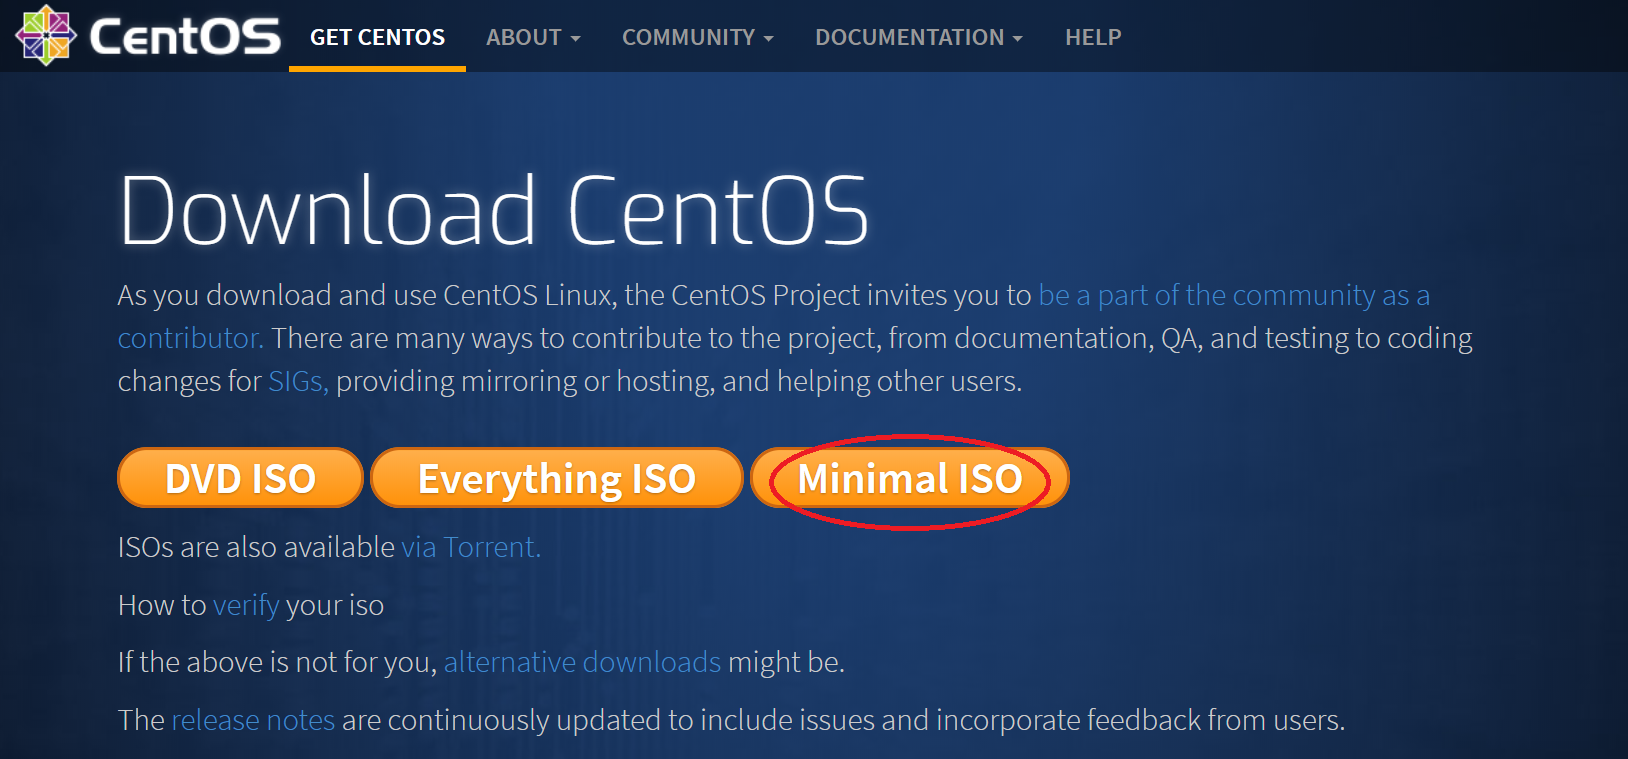 CentOS GET CENTOS ABOUT COMMUNITY DOCUMENTATION HELP
Download CentOS
As you download and use CentOS Linux, the CentOS Project invites you to be a part of the community as a
contributor. There are many ways to contribute to the project, from documentation, QA, and testing to coding
changes for SIGs, providing mirroring or hosting, and helping other users.
DVD ISO Everything ISO Minimal ISO
ISOs are also available via Torrent.
How to verify your iso
If the above is not for you, alternative downloads might be.
The release notes are continuously updated to include issues and incorporate feedback from users.